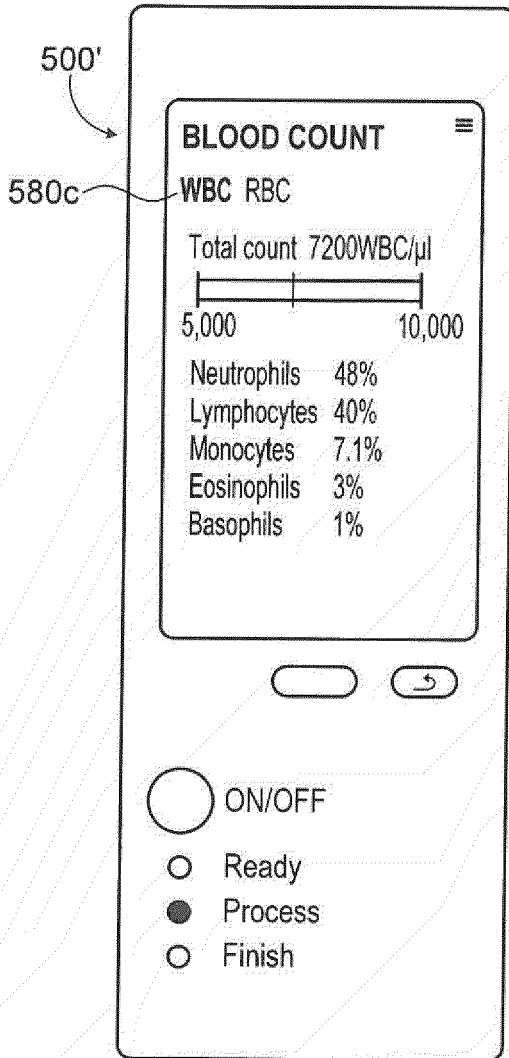 500'
BLOOD COUNT
580c
WBC RBC
Total count 7200WBC/µl
5,000 10,000
Neutrophils 48%
Lymphocytes 40%
Monocytes 7.1%
Eosinophils 3%
Basophils 1%
ON/OFF
Ready
Process
Finish